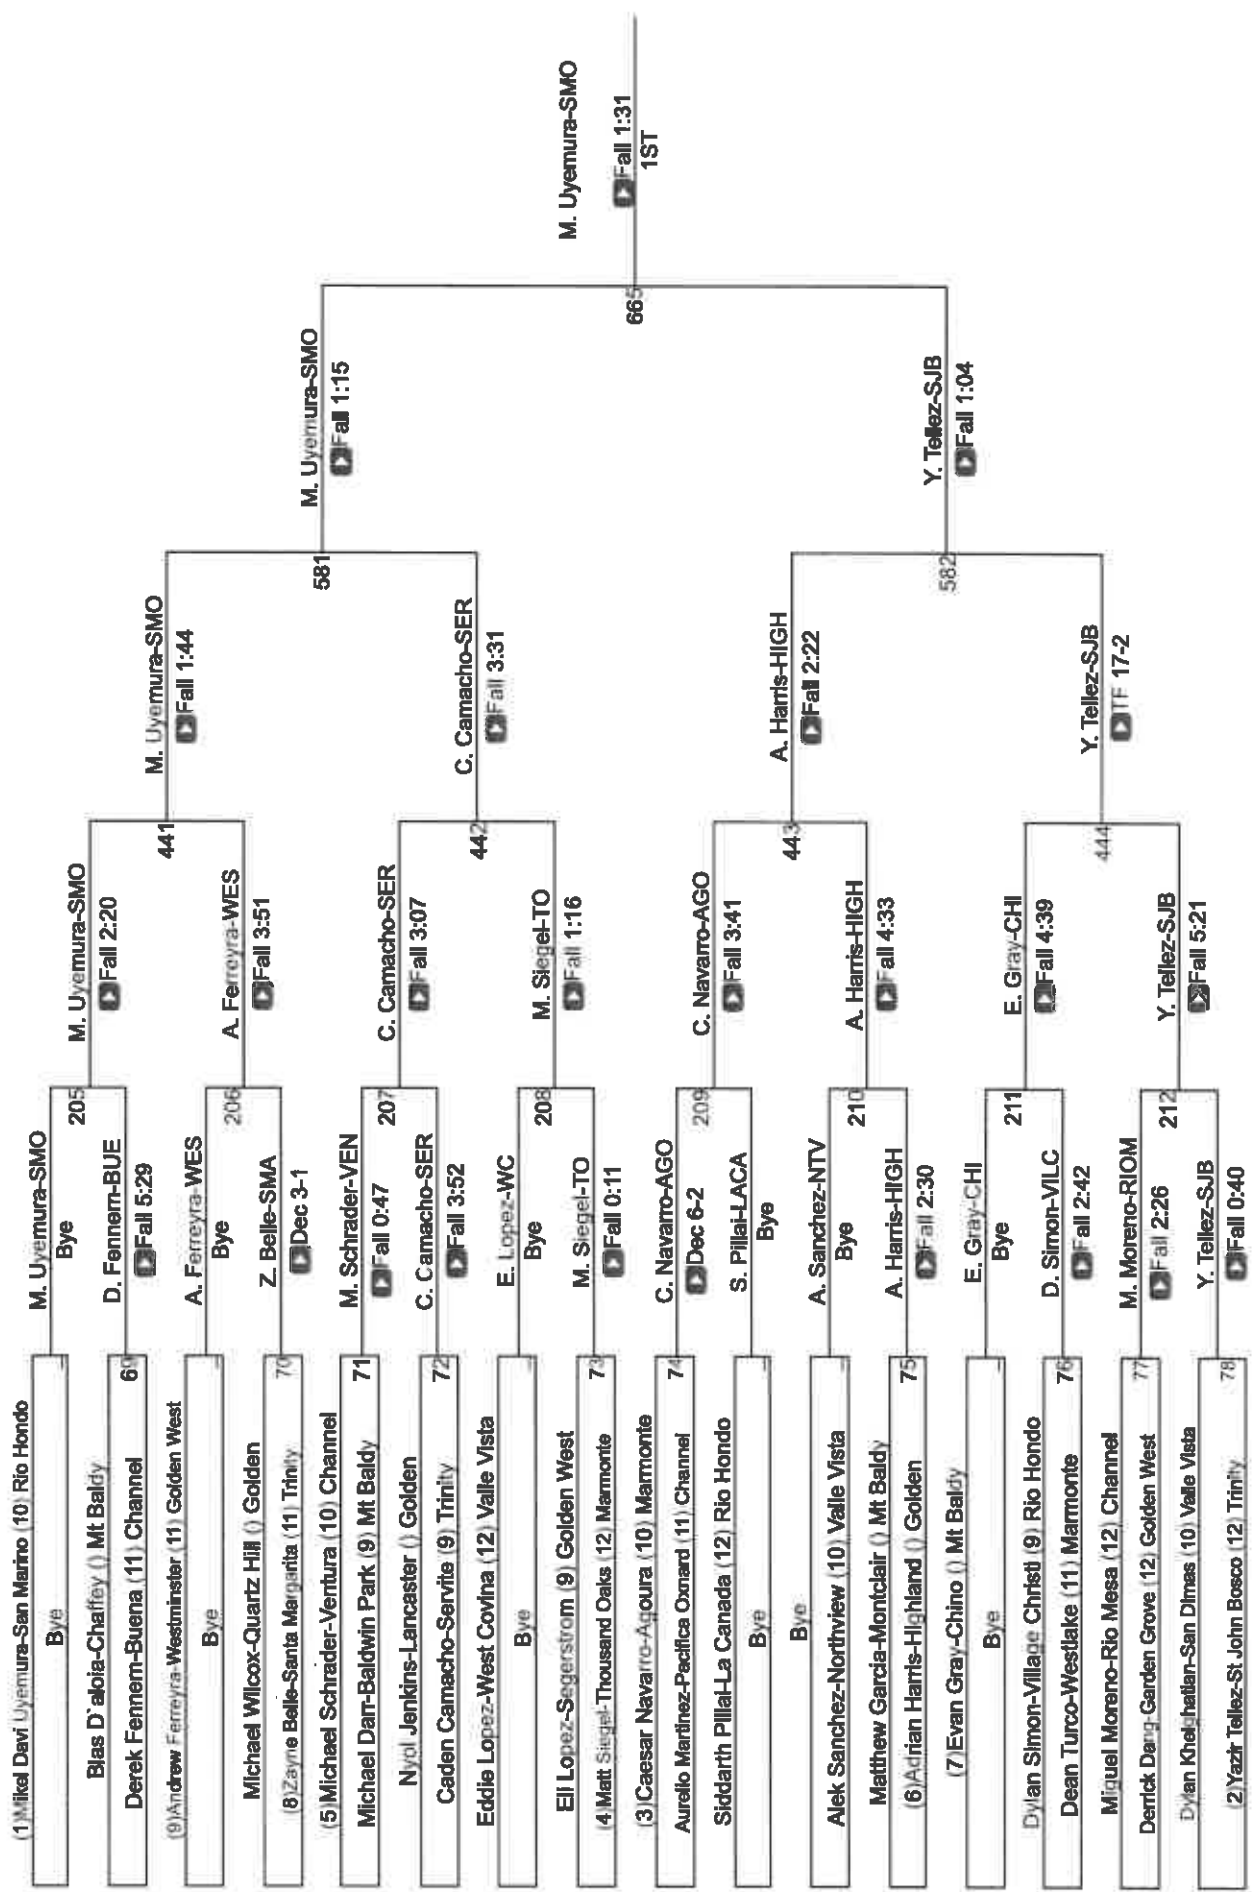 (1)Mikel Davi Uyemura-San Marino (10) Rio Hondo
Bye
Blas D`aloia-Chaffey () Mt Baldy
Derek Fennem-Buena (11) Channel
69
(9)Andrew Ferreyra-Westminster (11) Golden West
Bye
Michael Wilcox-Quartz Hill () Golden
(8)Zayne Belle-Santa Margarita (11) Trinity
70
(5)Michael Schrader-Ventura (10) Channel
Michael Darr-Baldwin Park (9) Mt Baldy
71
Nyol Jenkins-Lancaster () Golden
Caden Camacho-Servite (9) Trinity
72
Eddie Lopez-West Covina (12) Valle Vista
Bye
Eli Lopez-Segerstrom (9) Golden West
(4)Matt Siegel-Thousand Oaks (12) Marmonte
73
(3)Caesar Navarro-Agoura (10) Marmonte
Aurelio Martinez-Pacifica Oxnard (11) Channel
74
Siddarth Pillai-La Canada (12) Rio Hondo
Bye
Bye
Alek Sanchez-Northview (10) Valle Vista
Matthew Garcia-Montclair () Mt Baldy
(6)Adrian Harris-Highland () Golden
75
(7)Evan Gray-Chino () Mt Baldy
Bye
Dylan Simon-Village Christi (9) Rio Hondo
Dean Turco-Westlake (11) Marmonte
76
Miguel Moreno-Rio Mesa (12) Channel
Derrick Dang-Garden Grove (12) Golden West
77
Dylan Kheighatian-San Dimas (10) Valle Vista
(2)Yazir Tellez-St John Bosco (12) Trinity
78
M. Uyemura-SMO
Bye
205
D. Fennem-BUE
Fall 5:29
A. Ferreyra-WES
Bye
206
Z. Belle-SMA
Dec 3-1
M. Schrader-VEN
Fall 0:47
207
C. Camacho-SER
Fall 3:52
E. Lopez-WC
Bye
208
M. Siegel-TO
Fall 0:11
C. Navarro-AGO
Dec 6-2
209
S. Pillai-LACA
Bye
A. Sanchez-NTV
Bye
210
A. Harris-HIGH
Fall 2:30
E. Gray-CHI
Bye
211
D. Simon-VILC
Fall 2:42
M. Moreno-RIOM
Fall 2:26
212
Y. Tellez-SJB
Fall 0:40
M. Uyemura-SMO
Fall 2:20
441
A. Ferreyra-WES
Fall 3:51
C. Camacho-SER
Fall 3:07
442
M. Siegel-TO
Fall 1:16
C. Navarro-AGO
Fall 3:41
443
A. Harris-HIGH
Fall 4:33
E. Gray-CHI
Fall 4:39
444
Y. Tellez-SJB
Fall 5:21
M. Uyemura-SMO
Fall 1:44
581
C. Camacho-SER
Fall 3:31
A. Harris-HIGH
Fall 2:22
582
Y. Tellez-SJB
TF 17-2
M. Uyemura-SMO
Fall 1:15
665
Y. Tellez-SJB
Fall 1:04
M. Uyemura-SMO
Fall 1:31
1ST